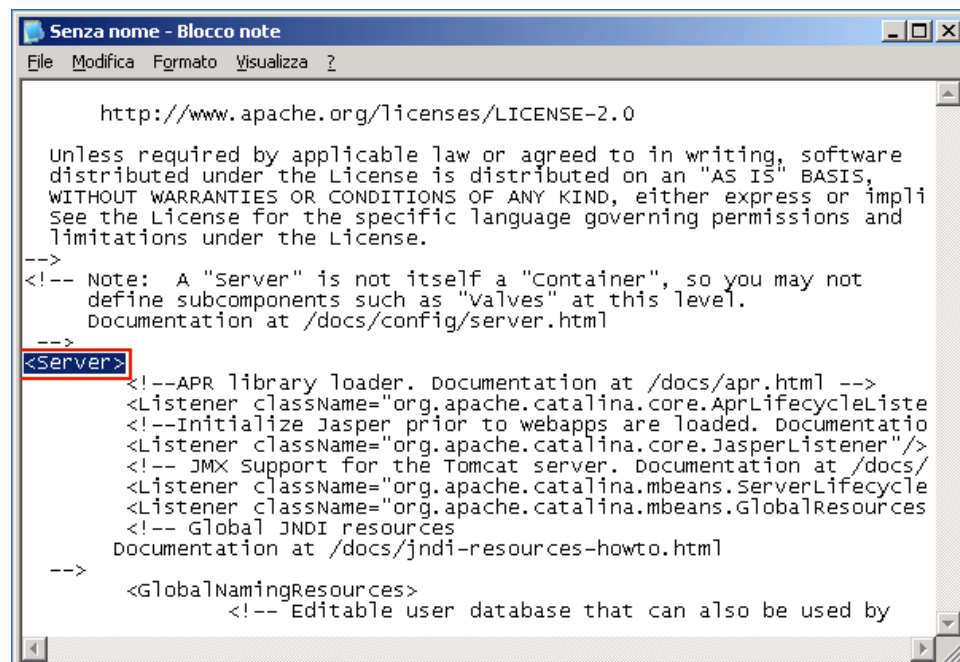 Senza nome - Blocco note
File Modifica Formato Visualizza ?
http://www.apache.org/licenses/LICENSE-2.0
Unless required by applicable law or agreed to in writing, software
distributed under the License is distributed on an "AS IS" BASIS,
WITHOUT WARRANTIES OR CONDITIONS OF ANY KIND, either express or impli
See the License for the specific language governing permissions and
limitations under the License.
-->
<!-- Note:  A "Server" is not itself a "Container", so you may not
define subcomponents such as "Valves" at this level.
Documentation at /docs/config/server.html
-->
<Server>
<!--APR library loader. Documentation at /docs/apr.html -->
<Listener className="org.apache.catalina.core.AprLifecycleListe
<!--Initialize Jasper prior to webapps are loaded. Documentatio
<Listener className="org.apache.catalina.core.JasperListener"/>
<!-- JMX Support for the Tomcat server. Documentation at /docs/
<Listener className="org.apache.catalina.mbeans.ServerLifecycle
<Listener className="org.apache.catalina.mbeans.GlobalResources
<!-- Global JNDI resources
Documentation at /docs/jndi-resources-howto.html
-->
<GlobalNamingResources>
<!-- Editable user database that can also be used by